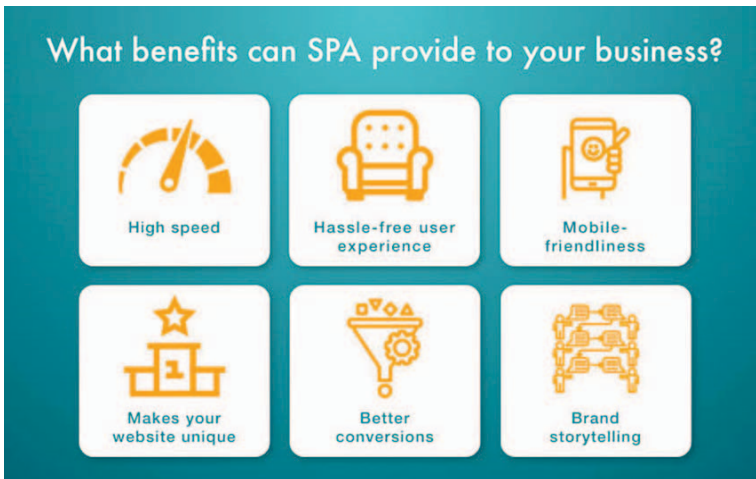 What benefits can SPA provide to your business?
High speed
Hassle-free user
experience
Mobile-
friendliness
1
Makes your
website unique
Better
conversions
Brand
storytelling